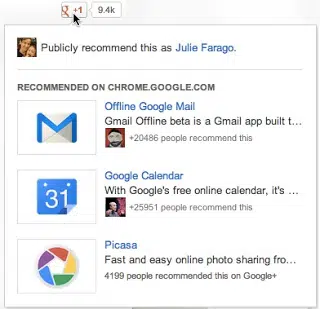 g +1 9.4k
Publicly recommend this as Julie Farago.
RECOMMENDED ON CHROME.GOOGLE.COM
Offline Google Mail
Gmail Offline beta is a Gmail app built t...
+20486 people recommend this
31
Google Calendar
With Google's free online calendar, it's ...
+25951 people recommend this
Picasa
Fast and easy online photo sharing fro...
4199 people recommended this on Google+